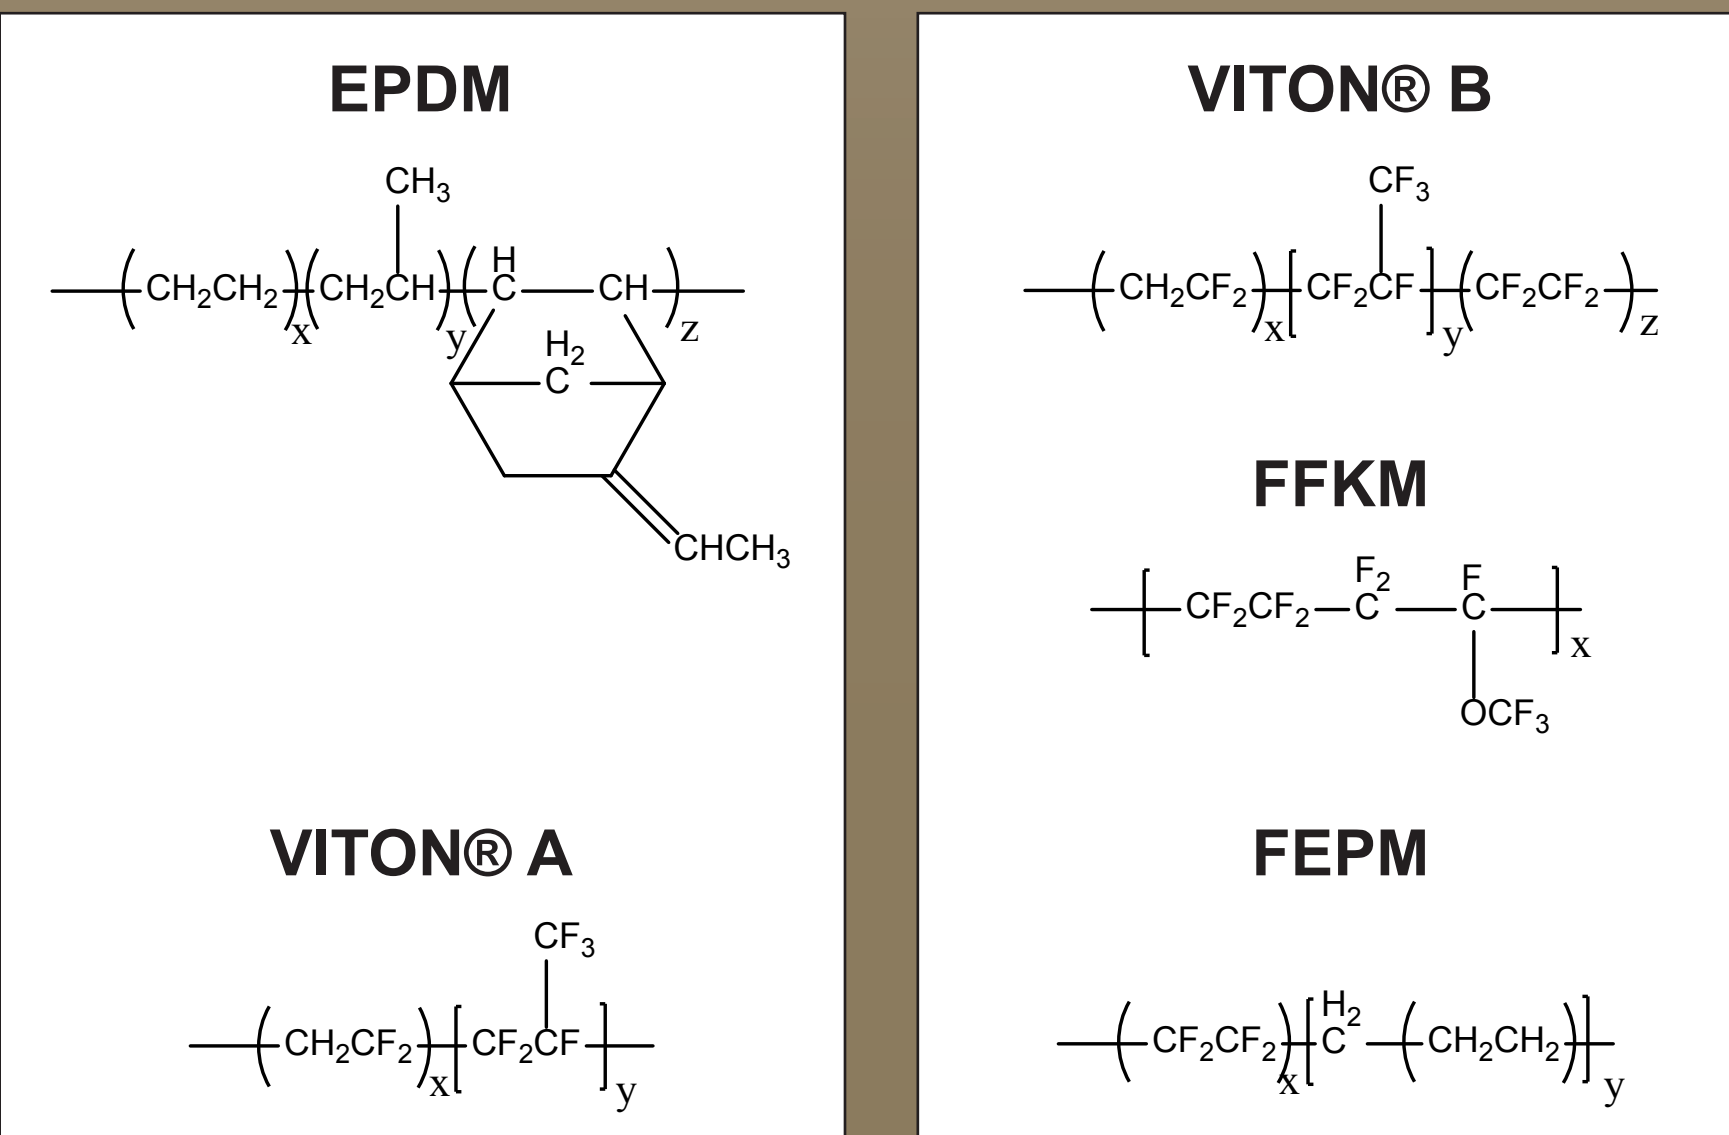 EPDM
CH3
(CH2CH2)x(CH2CH)y(HC—CH)z
H2
C
CHCH3
VITON® A
CF3
(CH2CF2)x[CF2CF]y
VITON® B
CF3
(CH2CF2)x[CF2CF]y(CF2CF2)z
FFKM
F2 F
[CF2CF2—C—C]x
OCF3
FEPM
H2
(CF2CF2)x[C—(CH2CH2)]y